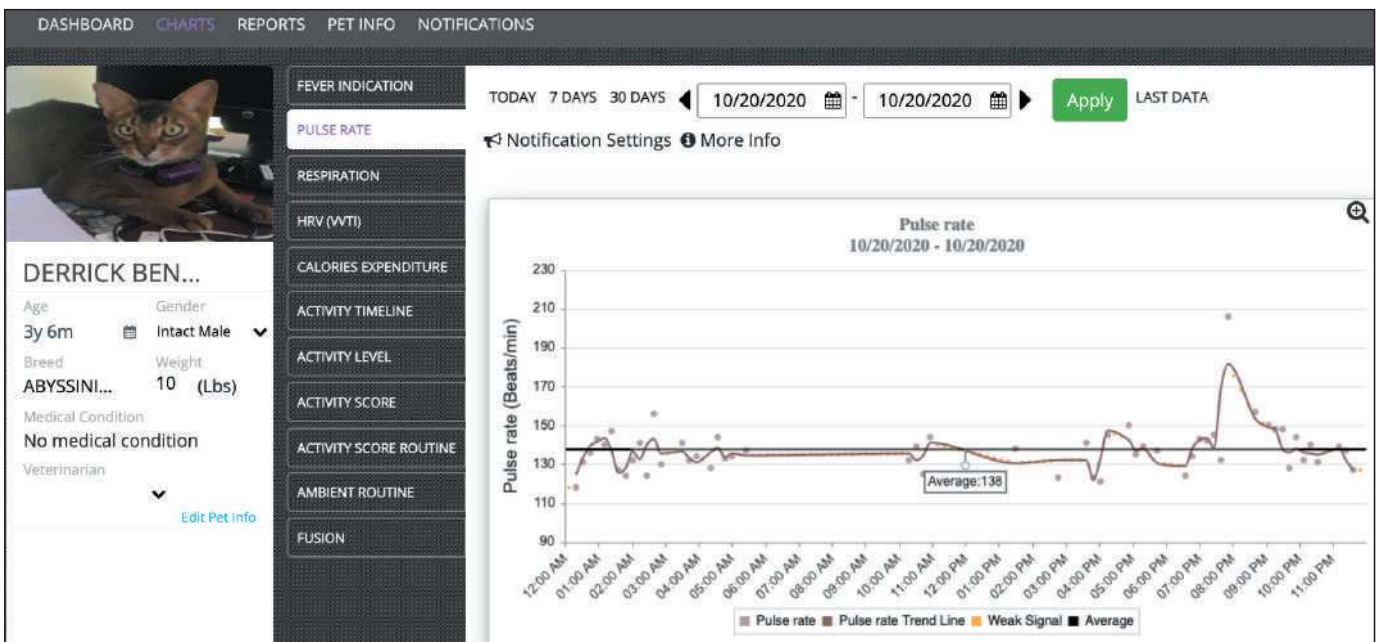 DASHBOARD CHARTS REPORTS PET INFO NOTIFICATIONS
DERRICK BEN...
Age Gender
3y 6m Intact Male
Breed Weight
ABYSSINI... 10 (Lbs)
Medical Condition
No medical condition
Veterinarian
Edit Pet Info
FEVER INDICATION
PULSE RATE
RESPIRATION
HRV (VVTI)
CALORIES EXPENDITURE
ACTIVITY TIMELINE
ACTIVITY LEVEL
ACTIVITY SCORE
ACTIVITY SCORE ROUTINE
AMBIENT ROUTINE
FUSION
TODAY 7 DAYS 30 DAYS 10/20/2020 - 10/20/2020 Apply LAST DATA
Notification Settings More Info
Pulse rate
10/20/2020 - 10/20/2020
Pulse rate (Beats/min)
230
210
190
170
150
130
110
90
Average:138
12:00 AM 01:00 AM 02:00 AM 03:00 AM 04:00 AM 05:00 AM 06:00 AM 07:00 AM 08:00 AM 09:00 AM 10:00 AM 11:00 AM 12:00 PM 01:00 PM 02:00 PM 03:00 PM 04:00 PM 05:00 PM 06:00 PM 07:00 PM 08:00 PM 09:00 PM 10:00 PM 11:00 PM
Pulse rate Pulse rate Trend Line Weak Signal Average